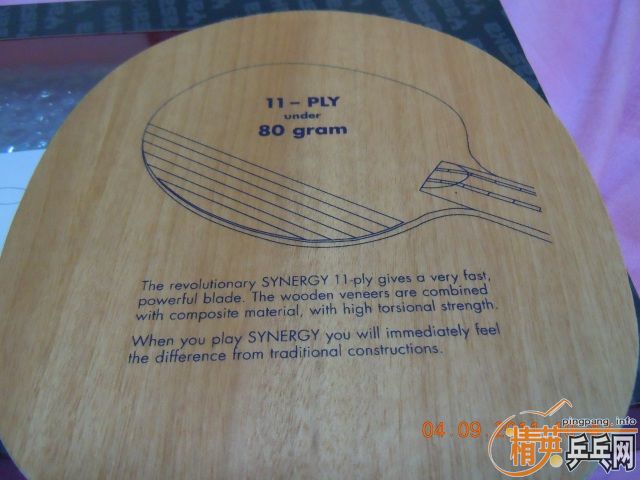 11 – PLY
under
80 gram
The revolutionary SYNERGY 11-ply gives a very fast,
powerful blade. The wooden veneers are combined
with composite material, with high torsional strength.
When you play SYNERGY you will immediately feel
the difference from traditional constructions.
04.09.
pingpang.info
精英乒乓网